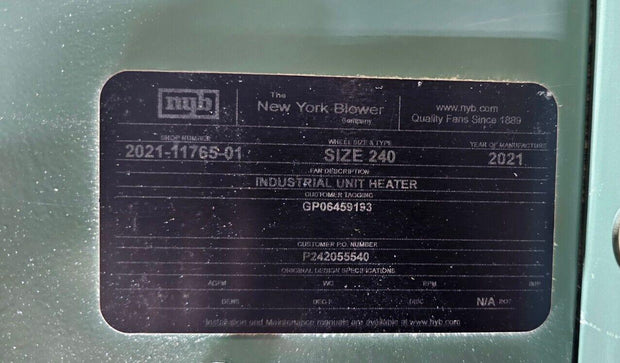 nyb
The
New York Blower
Company
www.nyb.com
Quality Fans Since 1889
SHOP NUMBER
WHEEL SIZE & TYPE
YEAR OF MANUFACTURE
2021-11765-01
SIZE 240
2021
FAN DESCRIPTION
INDUSTRIAL UNIT HEATER
CUSTOMER TAGGING
GP06459193
CUSTOMER P.O. NUMBER
P242055540
ORIGINAL DESIGN SPECIFICATIONS
ACFM
WG
RPM
DENS
N/A
Installation and Maintenance manuals are available at www.nyb.com